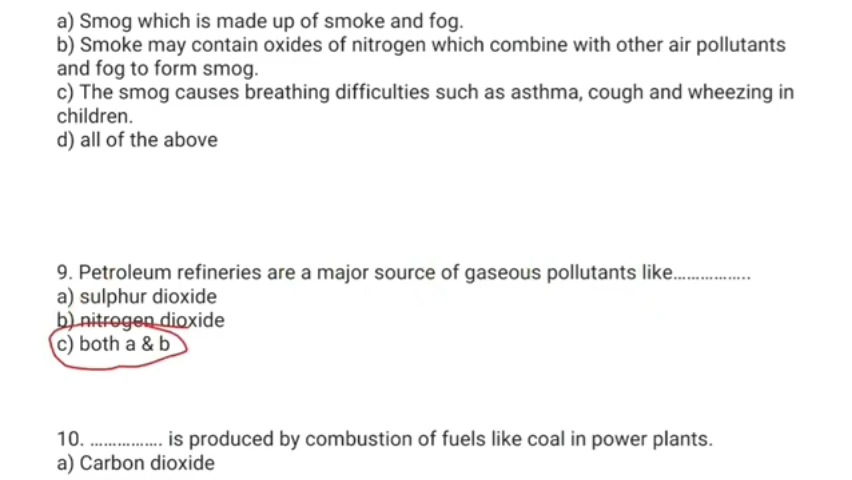 a) Smog which is made up of smoke and fog.
b) Smoke may contain oxides of nitrogen which combine with other air pollutants
and fog to form smog.
c) The smog causes breathing difficulties such as asthma, cough and wheezing in
children.
d) all of the above
9. Petroleum refineries are a major source of gaseous pollutants like.................
a) sulphur dioxide
b) nitrogen dioxide
c) both a & b
10. ................ is produced by combustion of fuels like coal in power plants.
a) Carbon dioxide